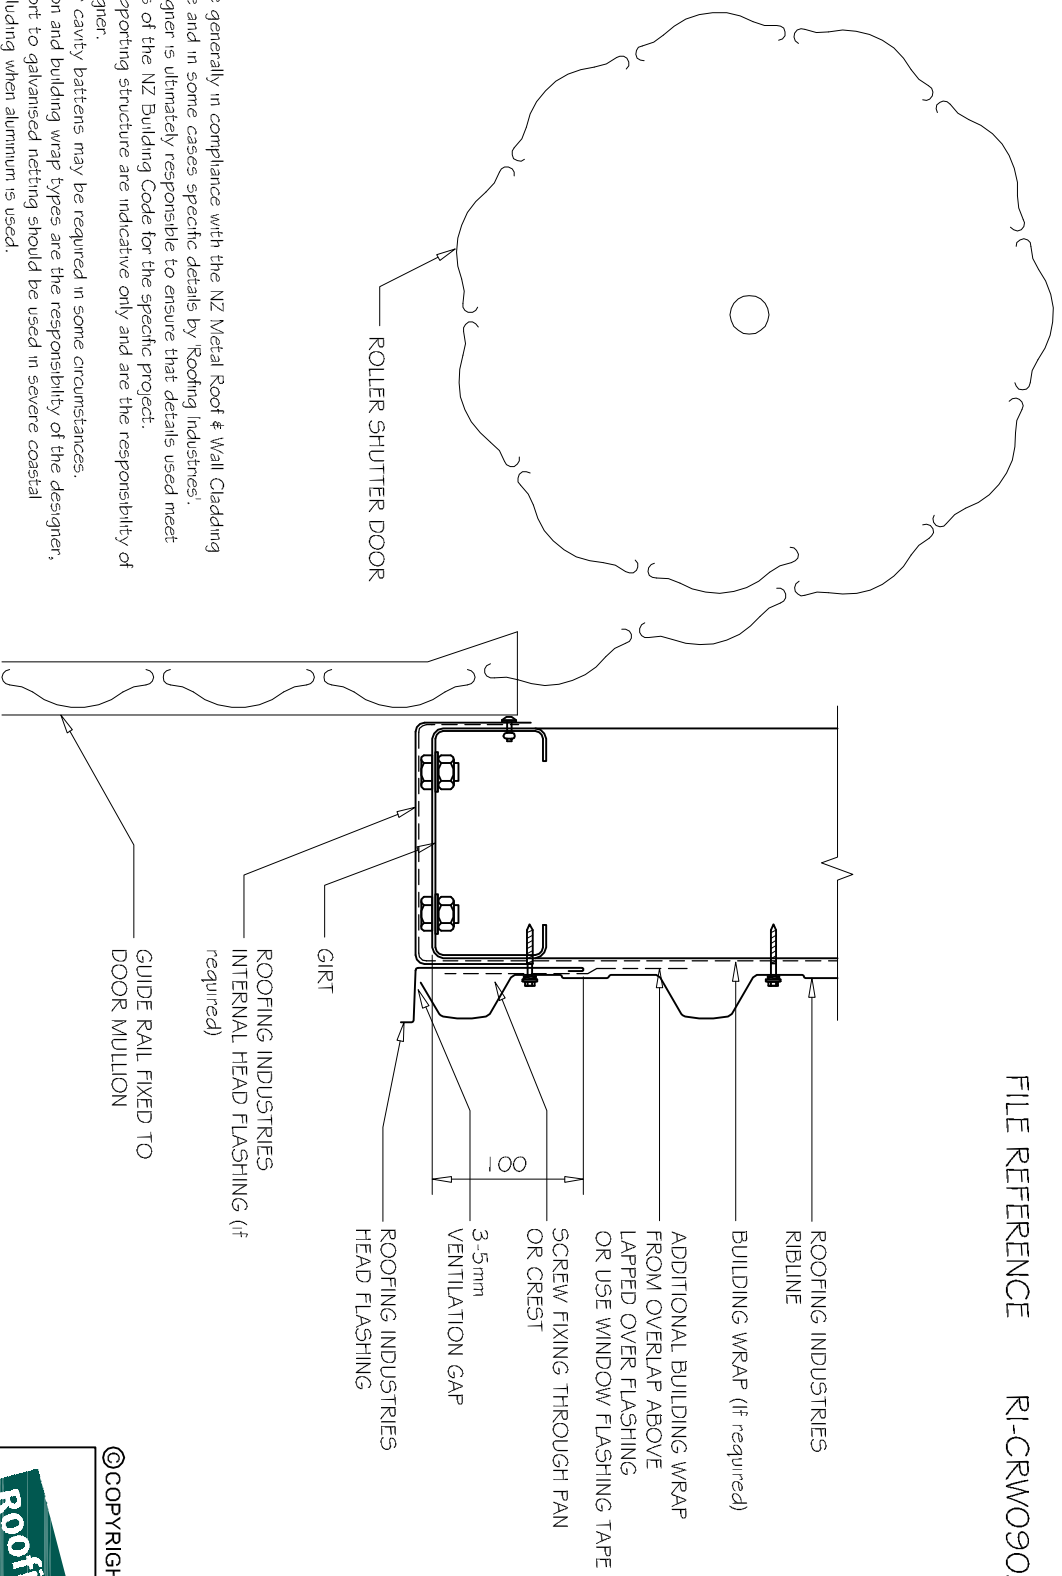 FILE REFERENCE RI-CRW090
ROOFING INDUSTRIES
RIBLINE
BUILDING WRAP (If required)
ADDITIONAL BUILDING WRAP
FROM OVERLAP ABOVE
LAPPED OVER FLASHING
OR USE WINDOW FLASHING TAPE
SCREW FIXING THROUGH PAN
OR CREST
100
3-5mm
VENTILATION GAP
ROOFING INDUSTRIES
HEAD FLASHING
ROLLER SHUTTER DOOR
GIRT
ROOFING INDUSTRIES
INTERNAL HEAD FLASHING (If
required)
GUIDE RAIL FIXED TO
DOOR MULLION
generally in compliance with the NZ Metal Roof & Wall Cladding
and in some cases specific details by 'Roofing Industries'.
is ultimately responsible to ensure that details used meet
of the NZ Building Code for the specific project.
structure are indicative only and are the responsibility of
cavity battens may be required in some circumstances.
and building wrap types are the responsibility of the designer,
to galvanised netting should be used in severe coastal
when aluminium is used.
©COPYRIGH
Roofi